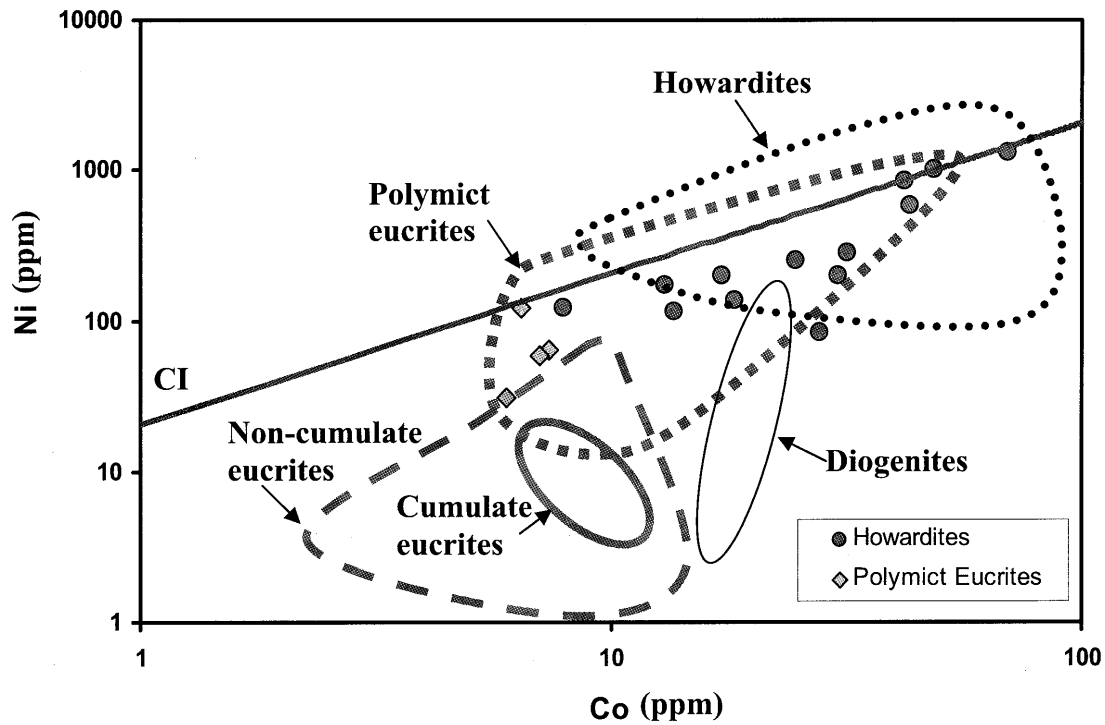 10000
Howardites
1000
Polymict
eucrites
Ni (ppm)
100
CI
Non-cumulate
eucrites
10
Diogenites
Cumulate
eucrites
Howardites
Polymict Eucrites
1
1
10
100
Co (ppm)